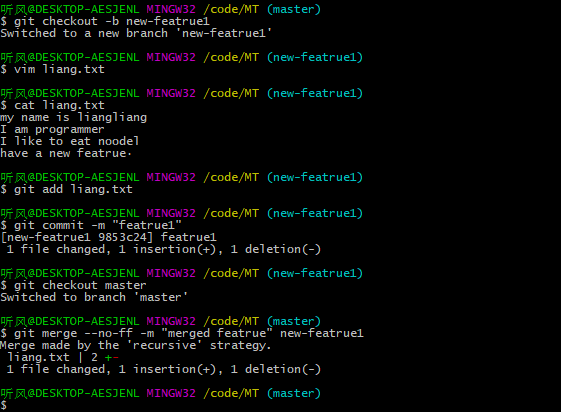 听风@DESKTOP-AESJENL MINGW32 /code/MT (master)
$ git checkout -b new-featrue1
Switched to a new branch 'new-featrue1'
听风@DESKTOP-AESJENL MINGW32 /code/MT (new-featrue1)
$ vim liang.txt
听风@DESKTOP-AESJENL MINGW32 /code/MT (new-featrue1)
$ cat liang.txt
my name is liangliang
I am programmer
I like to eat noodel
have a new featrue·
听风@DESKTOP-AESJENL MINGW32 /code/MT (new-featrue1)
$ git add liang.txt
听风@DESKTOP-AESJENL MINGW32 /code/MT (new-featrue1)
$ git commit -m "featrue1"
[new-featrue1 9853c24] featrue1
 1 file changed, 1 insertion(+), 1 deletion(-)
听风@DESKTOP-AESJENL MINGW32 /code/MT (new-featrue1)
$ git checkout master
Switched to branch 'master'
听风@DESKTOP-AESJENL MINGW32 /code/MT (master)
$ git merge --no-ff -m "merged featrue" new-featrue1
Merge made by the 'recursive' strategy.
 liang.txt | 2 +-
 1 file changed, 1 insertion(+), 1 deletion(-)
听风@DESKTOP-AESJENL MINGW32 /code/MT (master)
$